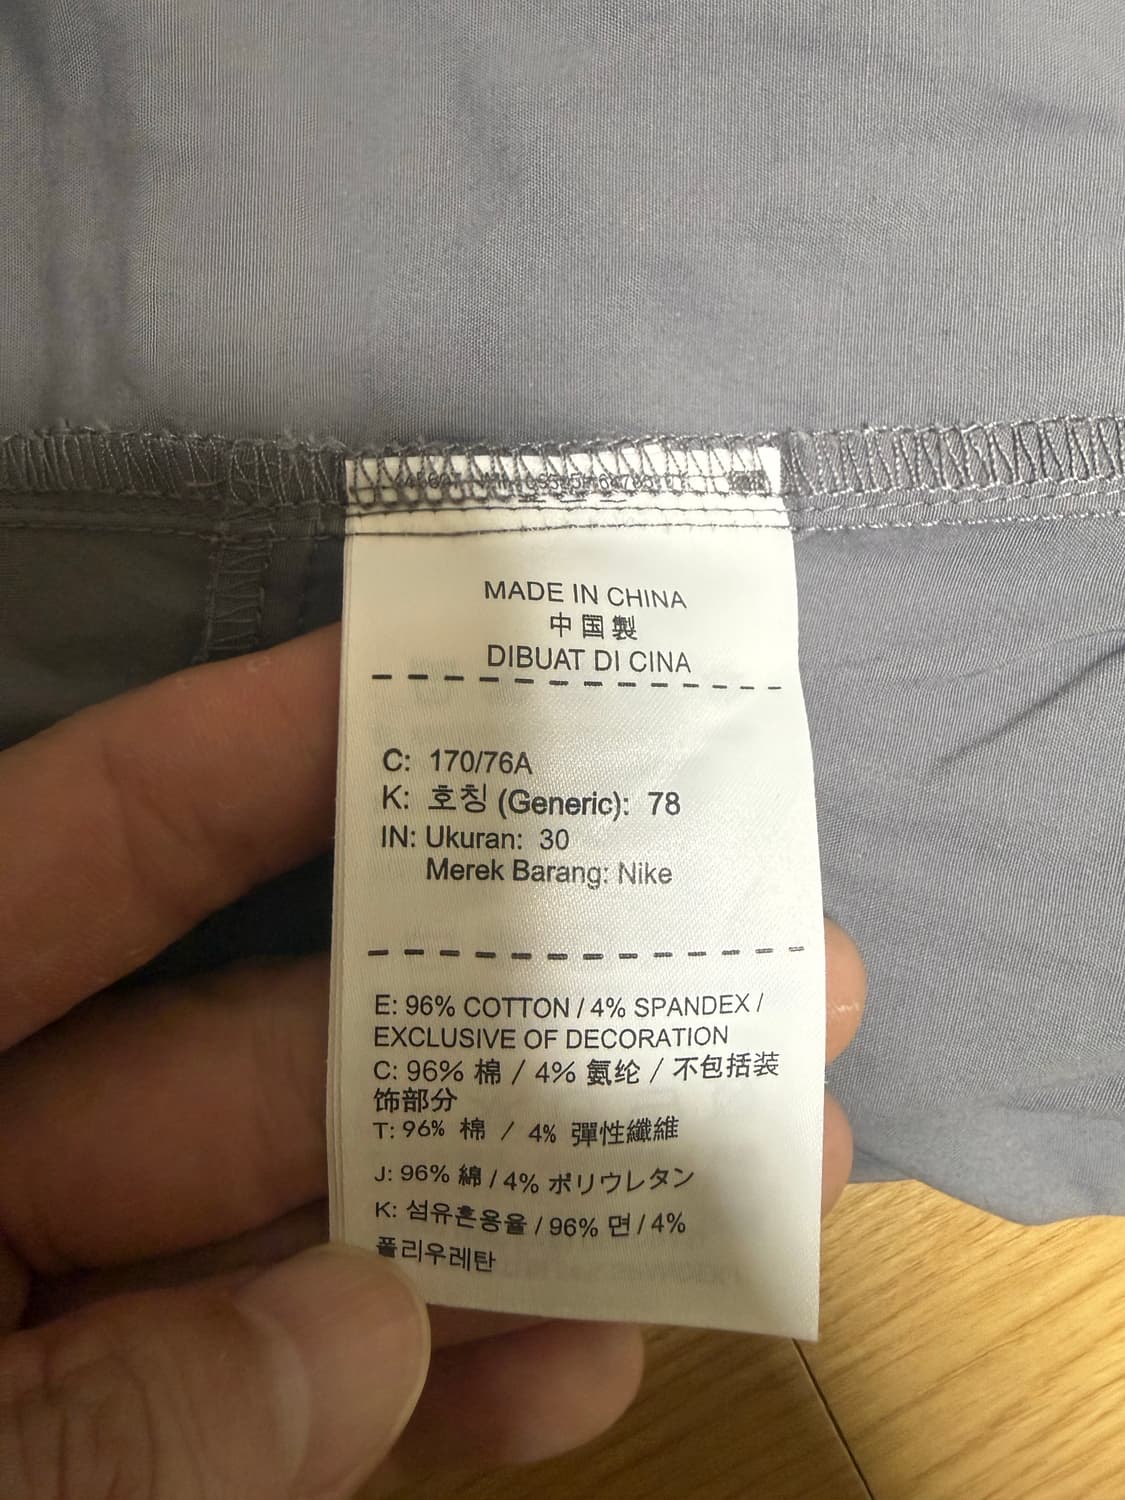 MADE IN CHINA
中国製
DIBUAT DI CINA
C: 170/76A
K: 호칭 (Generic): 78
IN: Ukuran: 30
Merek Barang: Nike
E: 96% COTTON / 4% SPANDEX /
EXCLUSIVE OF DECORATION
C: 96% 棉 / 4% 氨纶 / 不包括装
饰部分
T: 96% 棉 / 4% 彈性纖維
J: 96% 綿 / 4% ポリウレタン
K: 섬유혼용율 / 96% 면 / 4%
폴리우레탄